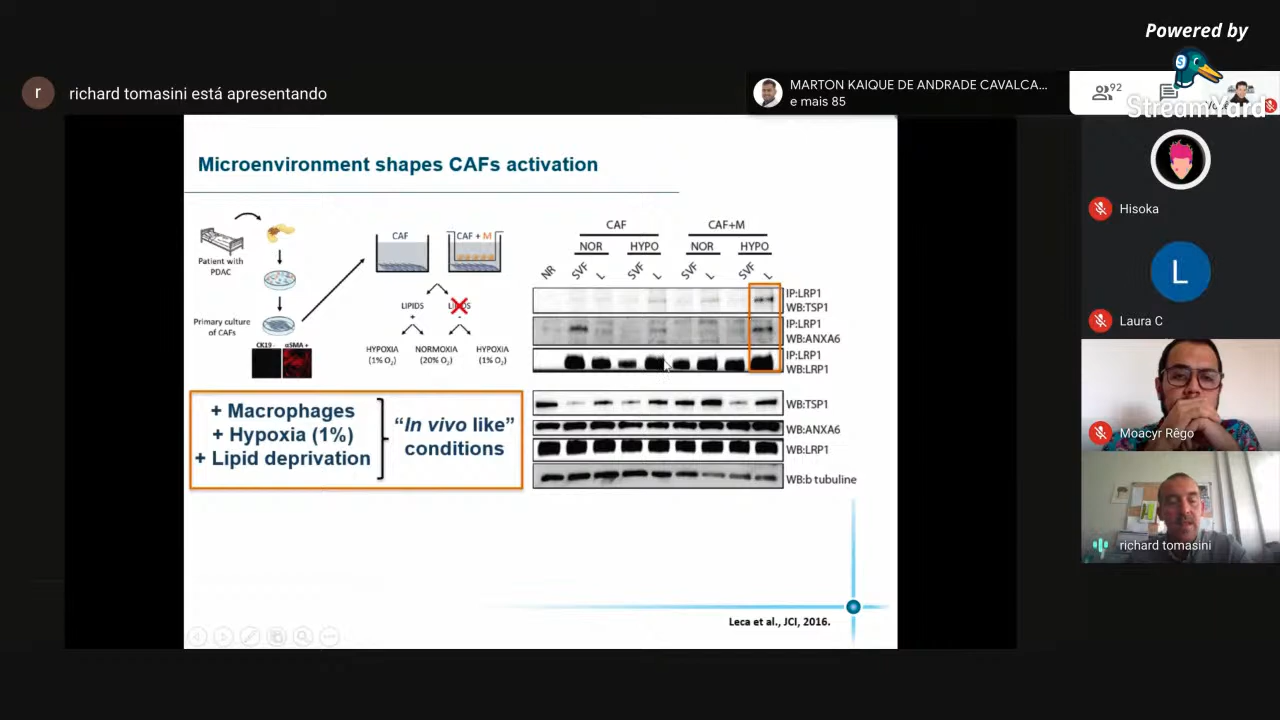 Powered by
StreamYard
r
richard tomasini está apresentando
MARTON KAIQUE DE ANDRADE CAVALCA...
e mais 85
92
Microenvironment shapes CAFs activation
Patient with
PDAC
Primary culture
of CAFs
CK19 -
αSMA +
CAF
CAF + M
LIPIDS
+
LIPIDS
-
HYPOXIA
(1% O₂)
NORMOXIA
(20% O₂)
HYPOXIA
(1% O₂)
+ Macrophages
+ Hypoxia (1%)
+ Lipid deprivation
“In vivo like”
conditions
CAF
CAF+M
NOR
HYPO
NOR
HYPO
NR
SVF
L
SVF
L
SVF
L
SVF
L
IP:LRP1
WB:TSP1
IP:LRP1
WB:ANXA6
IP:LRP1
WB:LRP1
WB:TSP1
WB:ANXA6
WB:LRP1
WB:b tubuline
Leca et al., JCI, 2016.
Hisoka
L
Laura C
Moacyr Rêgo
richard tomasini